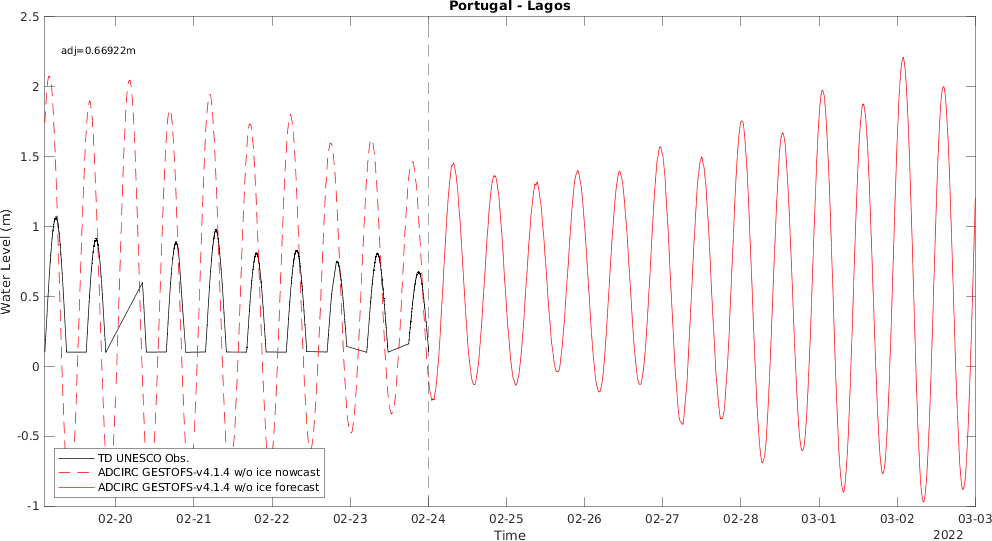 Portugal - Lagos
adj=0.66922m
Water Level (m)
2.5
2
1.5
1
0.5
0
-0.5
-1
TD UNESCO Obs.
ADCIRC GESTOFS-v4.1.4 w/o ice nowcast
ADCIRC GESTOFS-v4.1.4 w/o ice forecast
02-20 02-21 02-22 02-23 02-24 02-25 02-26 02-27 02-28 03-01 03-02 03-03
Time
2022